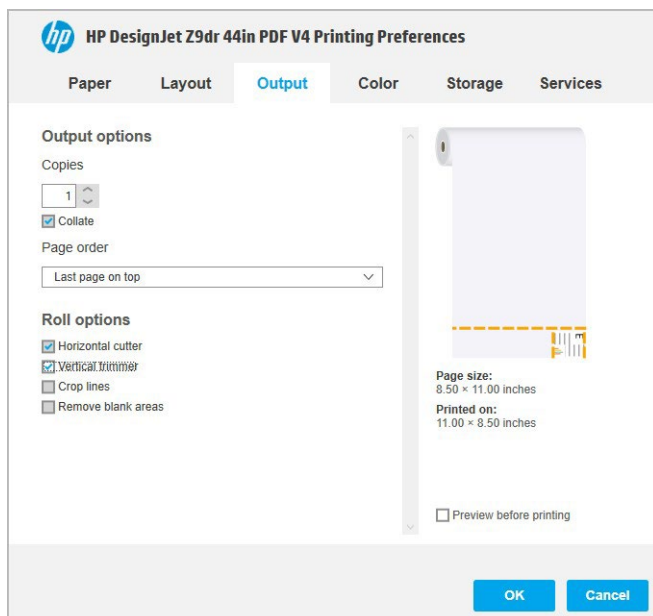 hp HP DesignJet Z9dr 44in PDF V4 Printing Preferences
Paper Layout Output Color Storage Services
Output options
Copies
1
Collate
Page order
Last page on top
Roll options
Horizontal cutter
Vertical trimmer
Crop lines
Remove blank areas
Page size:
8.50 × 11.00 inches
Printed on:
11.00 × 8.50 inches
Preview before printing
OK Cancel